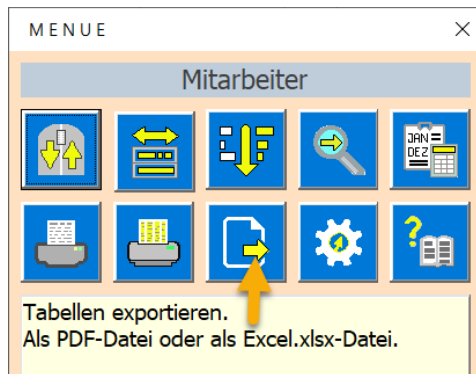 MENUE
Mitarbeiter
JAN
DEZ
?
Tabellen exportieren.
Als PDF-Datei oder als Excel.xlsx-Datei.